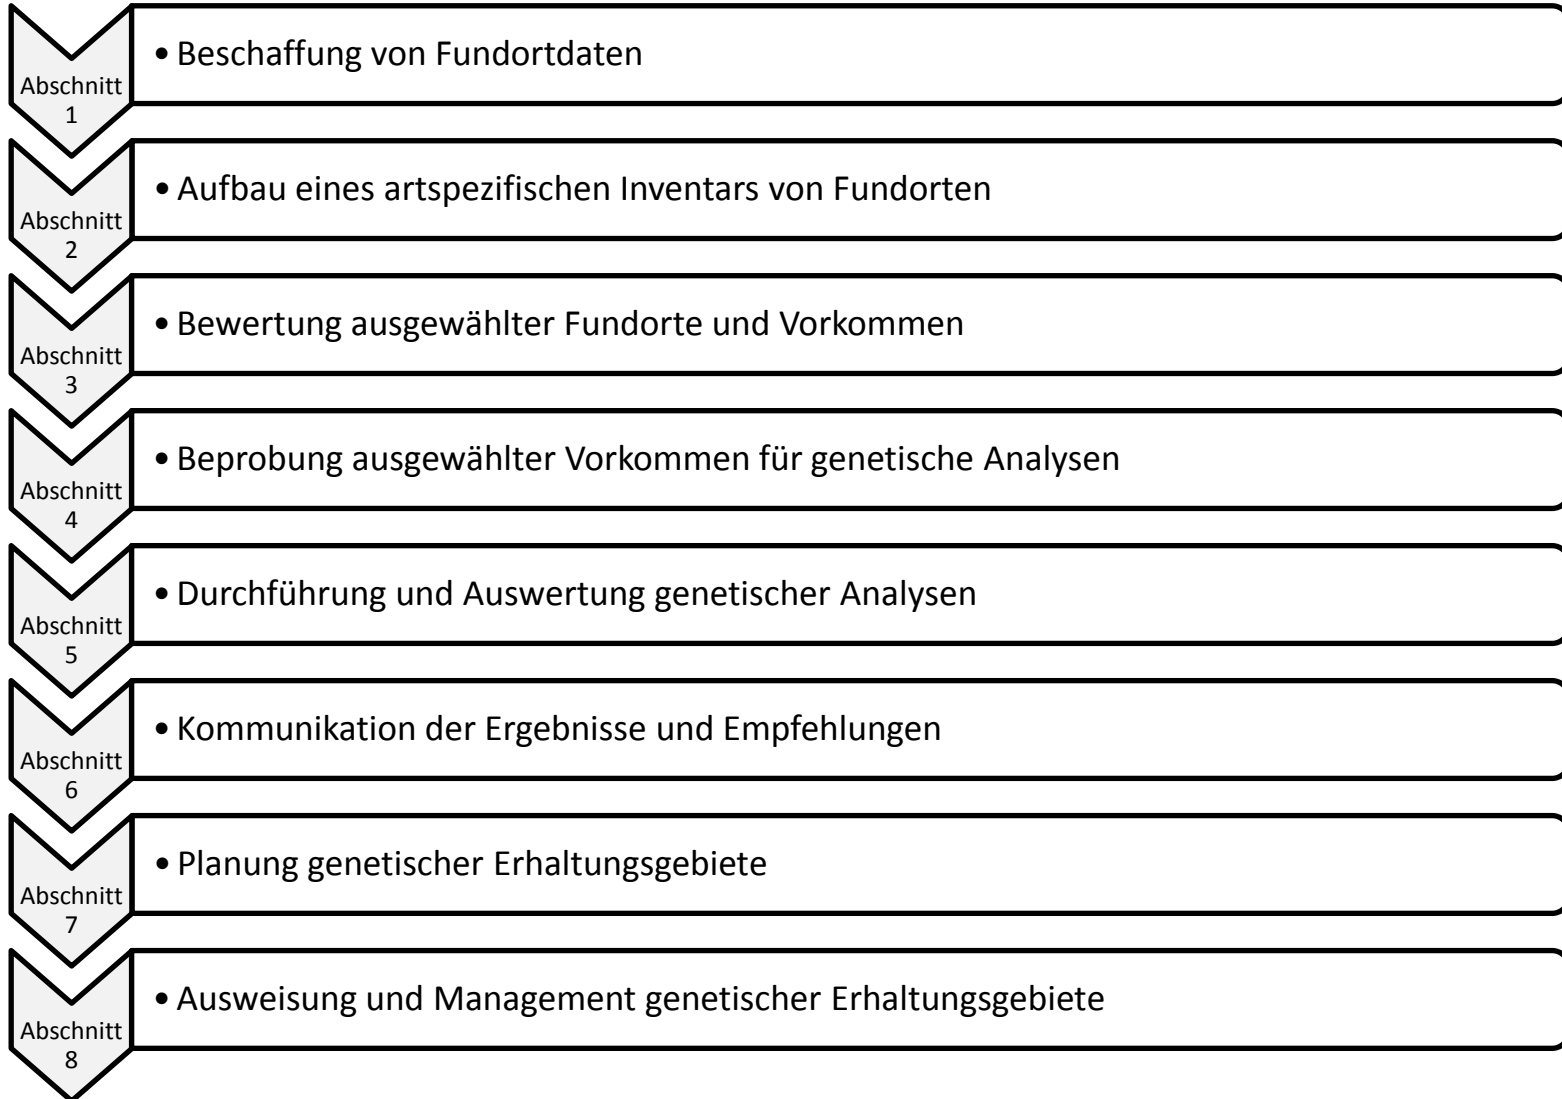 Abschnitt
1
• Beschaffung von Fundortdaten
Abschnitt
2
• Aufbau eines artspezifischen Inventars von Fundorten
Abschnitt
3
• Bewertung ausgewählter Fundorte und Vorkommen
Abschnitt
4
• Beprobung ausgewählter Vorkommen für genetische Analysen
Abschnitt
5
• Durchführung und Auswertung genetischer Analysen
Abschnitt
6
• Kommunikation der Ergebnisse und Empfehlungen
Abschnitt
7
• Planung genetischer Erhaltungsgebiete
Abschnitt
8
• Ausweisung und Management genetischer Erhaltungsgebiete